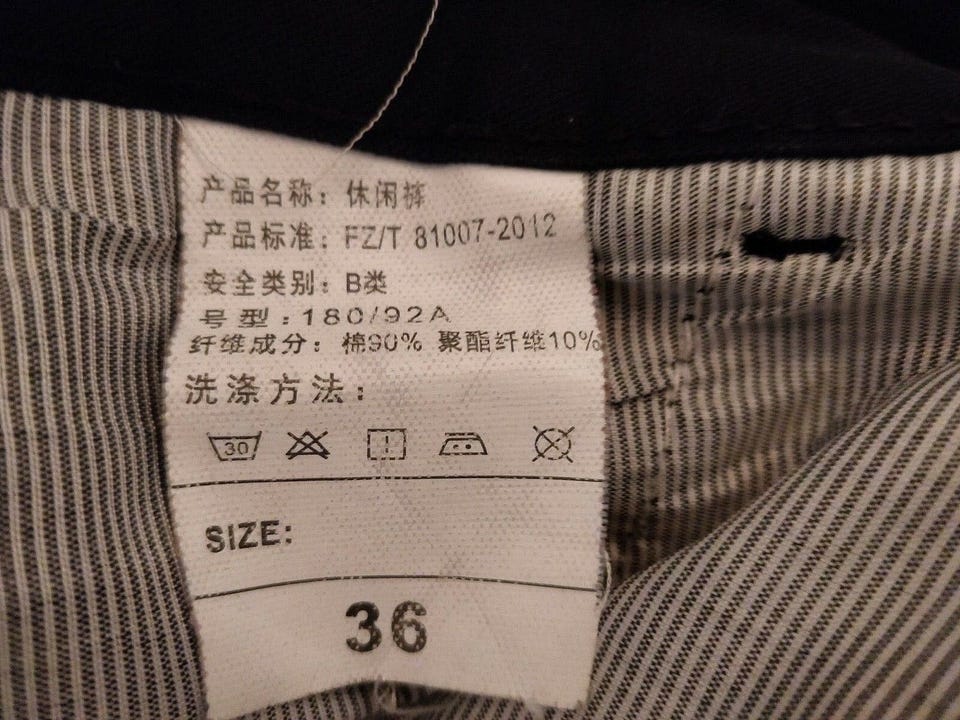 产品名称：休闲裤
产品标准：FZ/T 81007-2012
安全类别：B类
号型：180/92A
纤维成分：棉90% 聚酯纤维10%
洗涤方法：
30
SIZE:
36